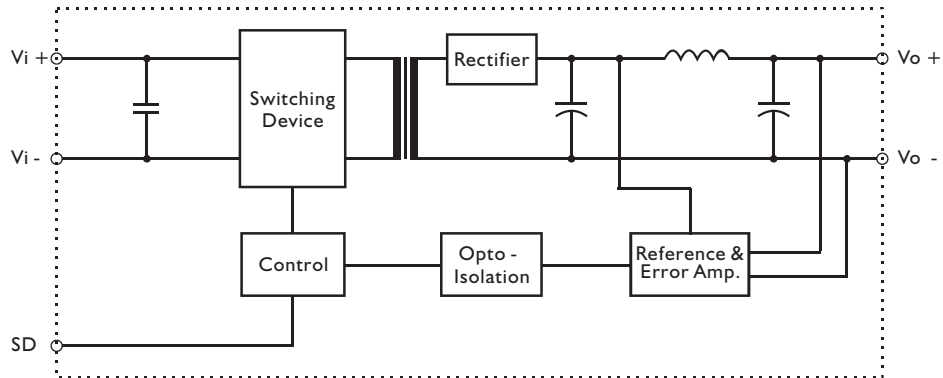 Vi +
Rectifier
Vo +
Switching
Device
Vi -
Vo -
Control
Opto -
Isolation
Reference &
Error Amp.
SD